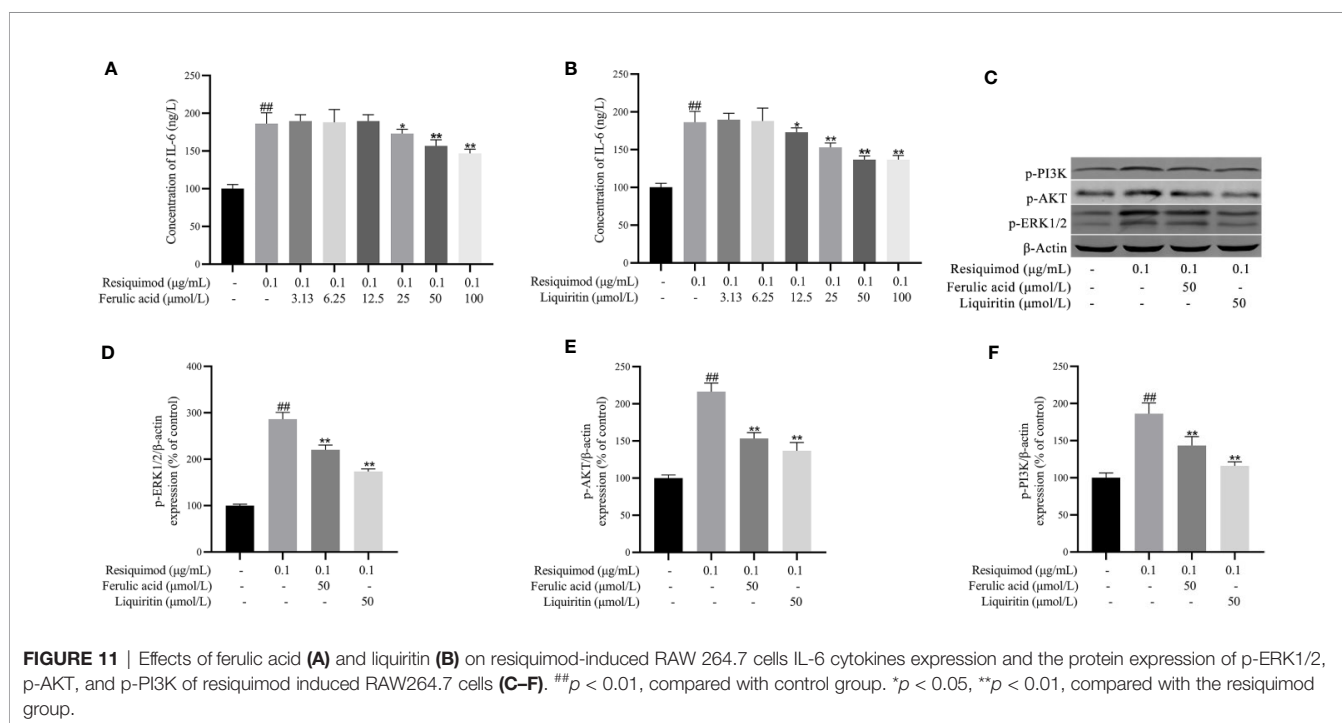 A
Concentration of IL-6 (ng/L)
250
200
150
100
50
0
##
*
**
**
Resiquimod (μg/mL) - 0.1 0.1 0.1 0.1 0.1 0.1 0.1
Ferulic acid (μmol/L) - - 3.13 6.25 12.5 25 50 100
B
Concentration of IL-6 (ng/L)
250
200
150
100
50
0
##
*
**
**
**
Resiquimod (μg/mL) - 0.1 0.1 0.1 0.1 0.1 0.1 0.1
Liquiritin (μmol/L) - - 3.13 6.25 12.5 25 50 100
C
p-PI3K
p-AKT
p-ERK1/2
β-Actin
Resiquimod (μg/mL) - 0.1 0.1 0.1
Ferulic acid (μmol/L) - - 50 -
Liquiritin (μmol/L) - - - 50
D
p-ERK1/2/β-actin
expression (% of control)
400
300
200
100
0
##
**
**
Resiquimod (μg/mL) - 0.1 0.1 0.1
Ferulic acid (μmol/L) - - 50 -
Liquiritin (μmol/L) - - - 50
E
p-AKT/β-actin
expression (% of control)
250
200
150
100
50
0
##
**
**
Resiquimod (μg/mL) - 0.1 0.1 0.1
Ferulic acid (μmol/L) - - 50 -
Liquiritin (μmol/L) - - - 50
F
p-PI3K/β-actin
expression (% of control)
250
200
150
100
50
0
##
**
**
Resiquimod (μg/mL) - 0.1 0.1 0.1
Ferulic acid (μmol/L) - - 50 -
Liquiritin (μmol/L) - - - 50
FIGURE 11 | Effects of ferulic acid (A) and liquiritin (B) on resiquimod-induced RAW 264.7 cells IL-6 cytokines expression and the protein expression of p-ERK1/2,
p-AKT, and p-PI3K of resiquimod induced RAW264.7 cells (C–F). ##p < 0.01, compared with control group. *p < 0.05, **p < 0.01, compared with the resiquimod
group.